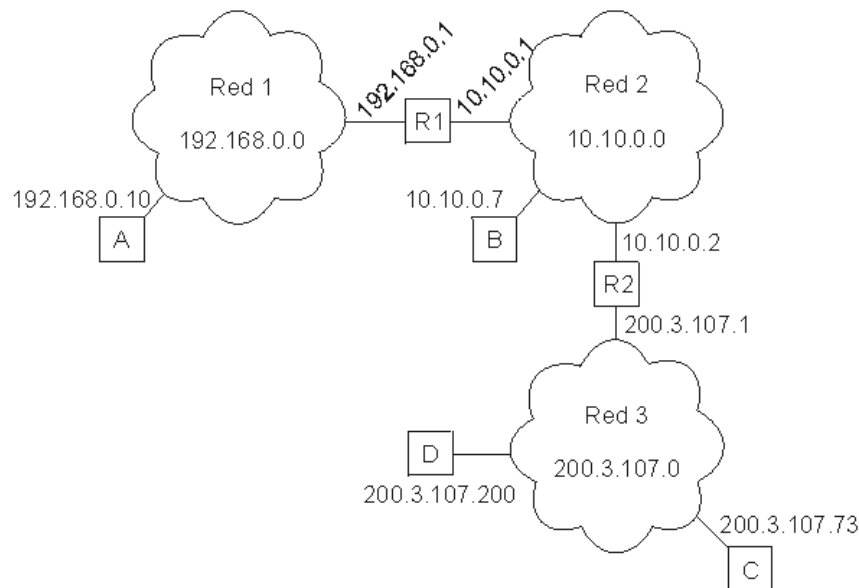 Red 1
192.168.0.0
192.168.0.1
R1
10.10.0.1
Red 2
10.10.0.0
192.168.0.10
A
10.10.0.7
B
10.10.0.2
R2
200.3.107.1
Red 3
200.3.107.0
D
200.3.107.200
200.3.107.73
C